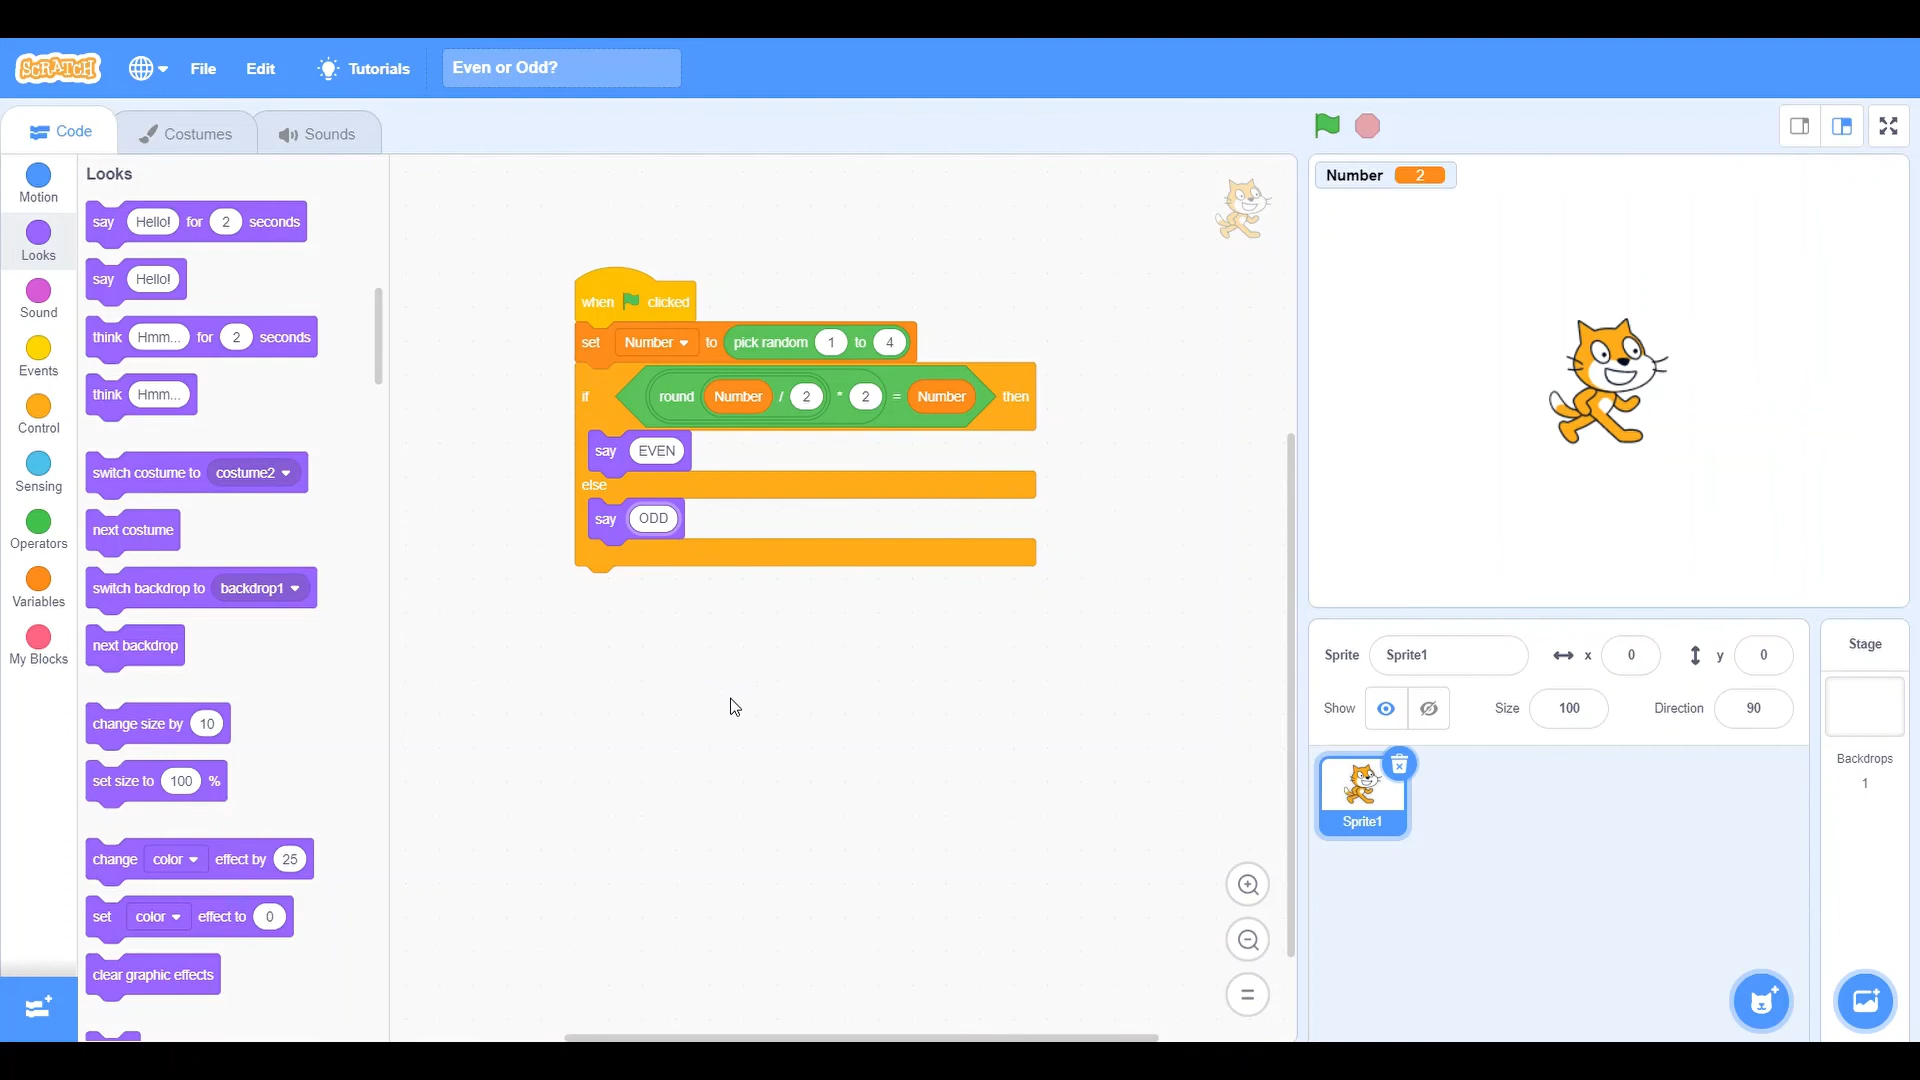 SCRATCH
File
Edit
Tutorials
Even or Odd?
Code
Costumes
Sounds
Motion
Looks
Sound
Events
Control
Sensing
Operators
Variables
My Blocks
Looks
say Hello! for 2 seconds
say Hello!
think Hmm... for 2 seconds
think Hmm...
switch costume to costume2
next costume
switch backdrop to backdrop1
next backdrop
change size by 10
set size to 100 %
change color effect by 25
set color effect to 0
clear graphic effects
when clicked
set Number to pick random 1 to 4
if round Number / 2 * 2 = Number then
say EVEN
else
say ODD
Number 2
Sprite Sprite1 x 0 y 0
Show Size 100 Direction 90
Sprite1
Stage
Backdrops
1